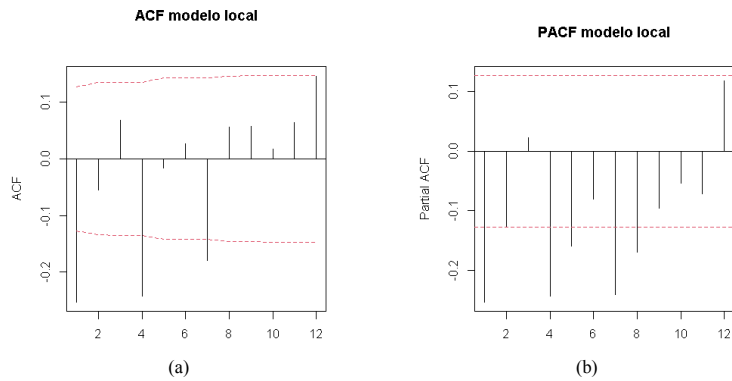 ACF modelo local
ACF
0.1
0.0
-0.1
-0.2
2 4 6 8 10 12
(a)
PACF modelo local
Partial ACF
0.1
0.0
-0.1
-0.2
2 4 6 8 10 12
(b)